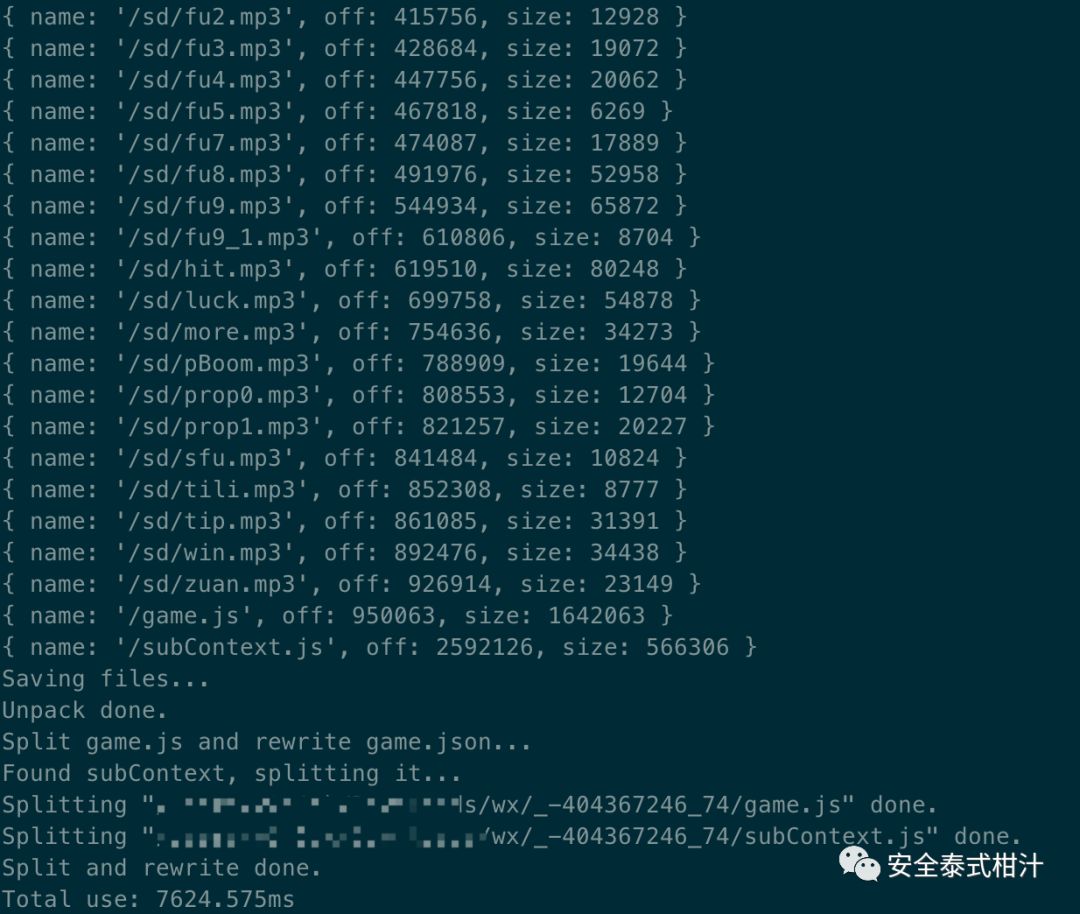 { name: '/sd/fu2.mp3', off: 415756, size: 12928 }
{ name: '/sd/fu3.mp3', off: 428684, size: 19072 }
{ name: '/sd/fu4.mp3', off: 447756, size: 20062 }
{ name: '/sd/fu5.mp3', off: 467818, size: 6269 }
{ name: '/sd/fu7.mp3', off: 474087, size: 17889 }
{ name: '/sd/fu8.mp3', off: 491976, size: 52958 }
{ name: '/sd/fu9.mp3', off: 544934, size: 65872 }
{ name: '/sd/fu9_1.mp3', off: 610806, size: 8704 }
{ name: '/sd/hit.mp3', off: 619510, size: 80248 }
{ name: '/sd/luck.mp3', off: 699758, size: 54878 }
{ name: '/sd/more.mp3', off: 754636, size: 34273 }
{ name: '/sd/pBoom.mp3', off: 788909, size: 19644 }
{ name: '/sd/prop0.mp3', off: 808553, size: 12704 }
{ name: '/sd/prop1.mp3', off: 821257, size: 20227 }
{ name: '/sd/sfu.mp3', off: 841484, size: 10824 }
{ name: '/sd/tili.mp3', off: 852308, size: 8777 }
{ name: '/sd/tip.mp3', off: 861085, size: 31391 }
{ name: '/sd/win.mp3', off: 892476, size: 34438 }
{ name: '/sd/zuan.mp3', off: 926914, size: 23149 }
{ name: '/game.js', off: 950063, size: 1642063 }
{ name: '/subContext.js', off: 2592126, size: 566306 }
Saving files...
Unpack done.
Split game.js and rewrite game.json...
Found subContext, splitting it...
Splitting "ls/wx/_-404367246_74/game.js" done.
Splitting "/wx/_-404367246_74/subContext.js" done.
Split and rewrite done.
Total use: 7624.575ms
安全泰式柑汁